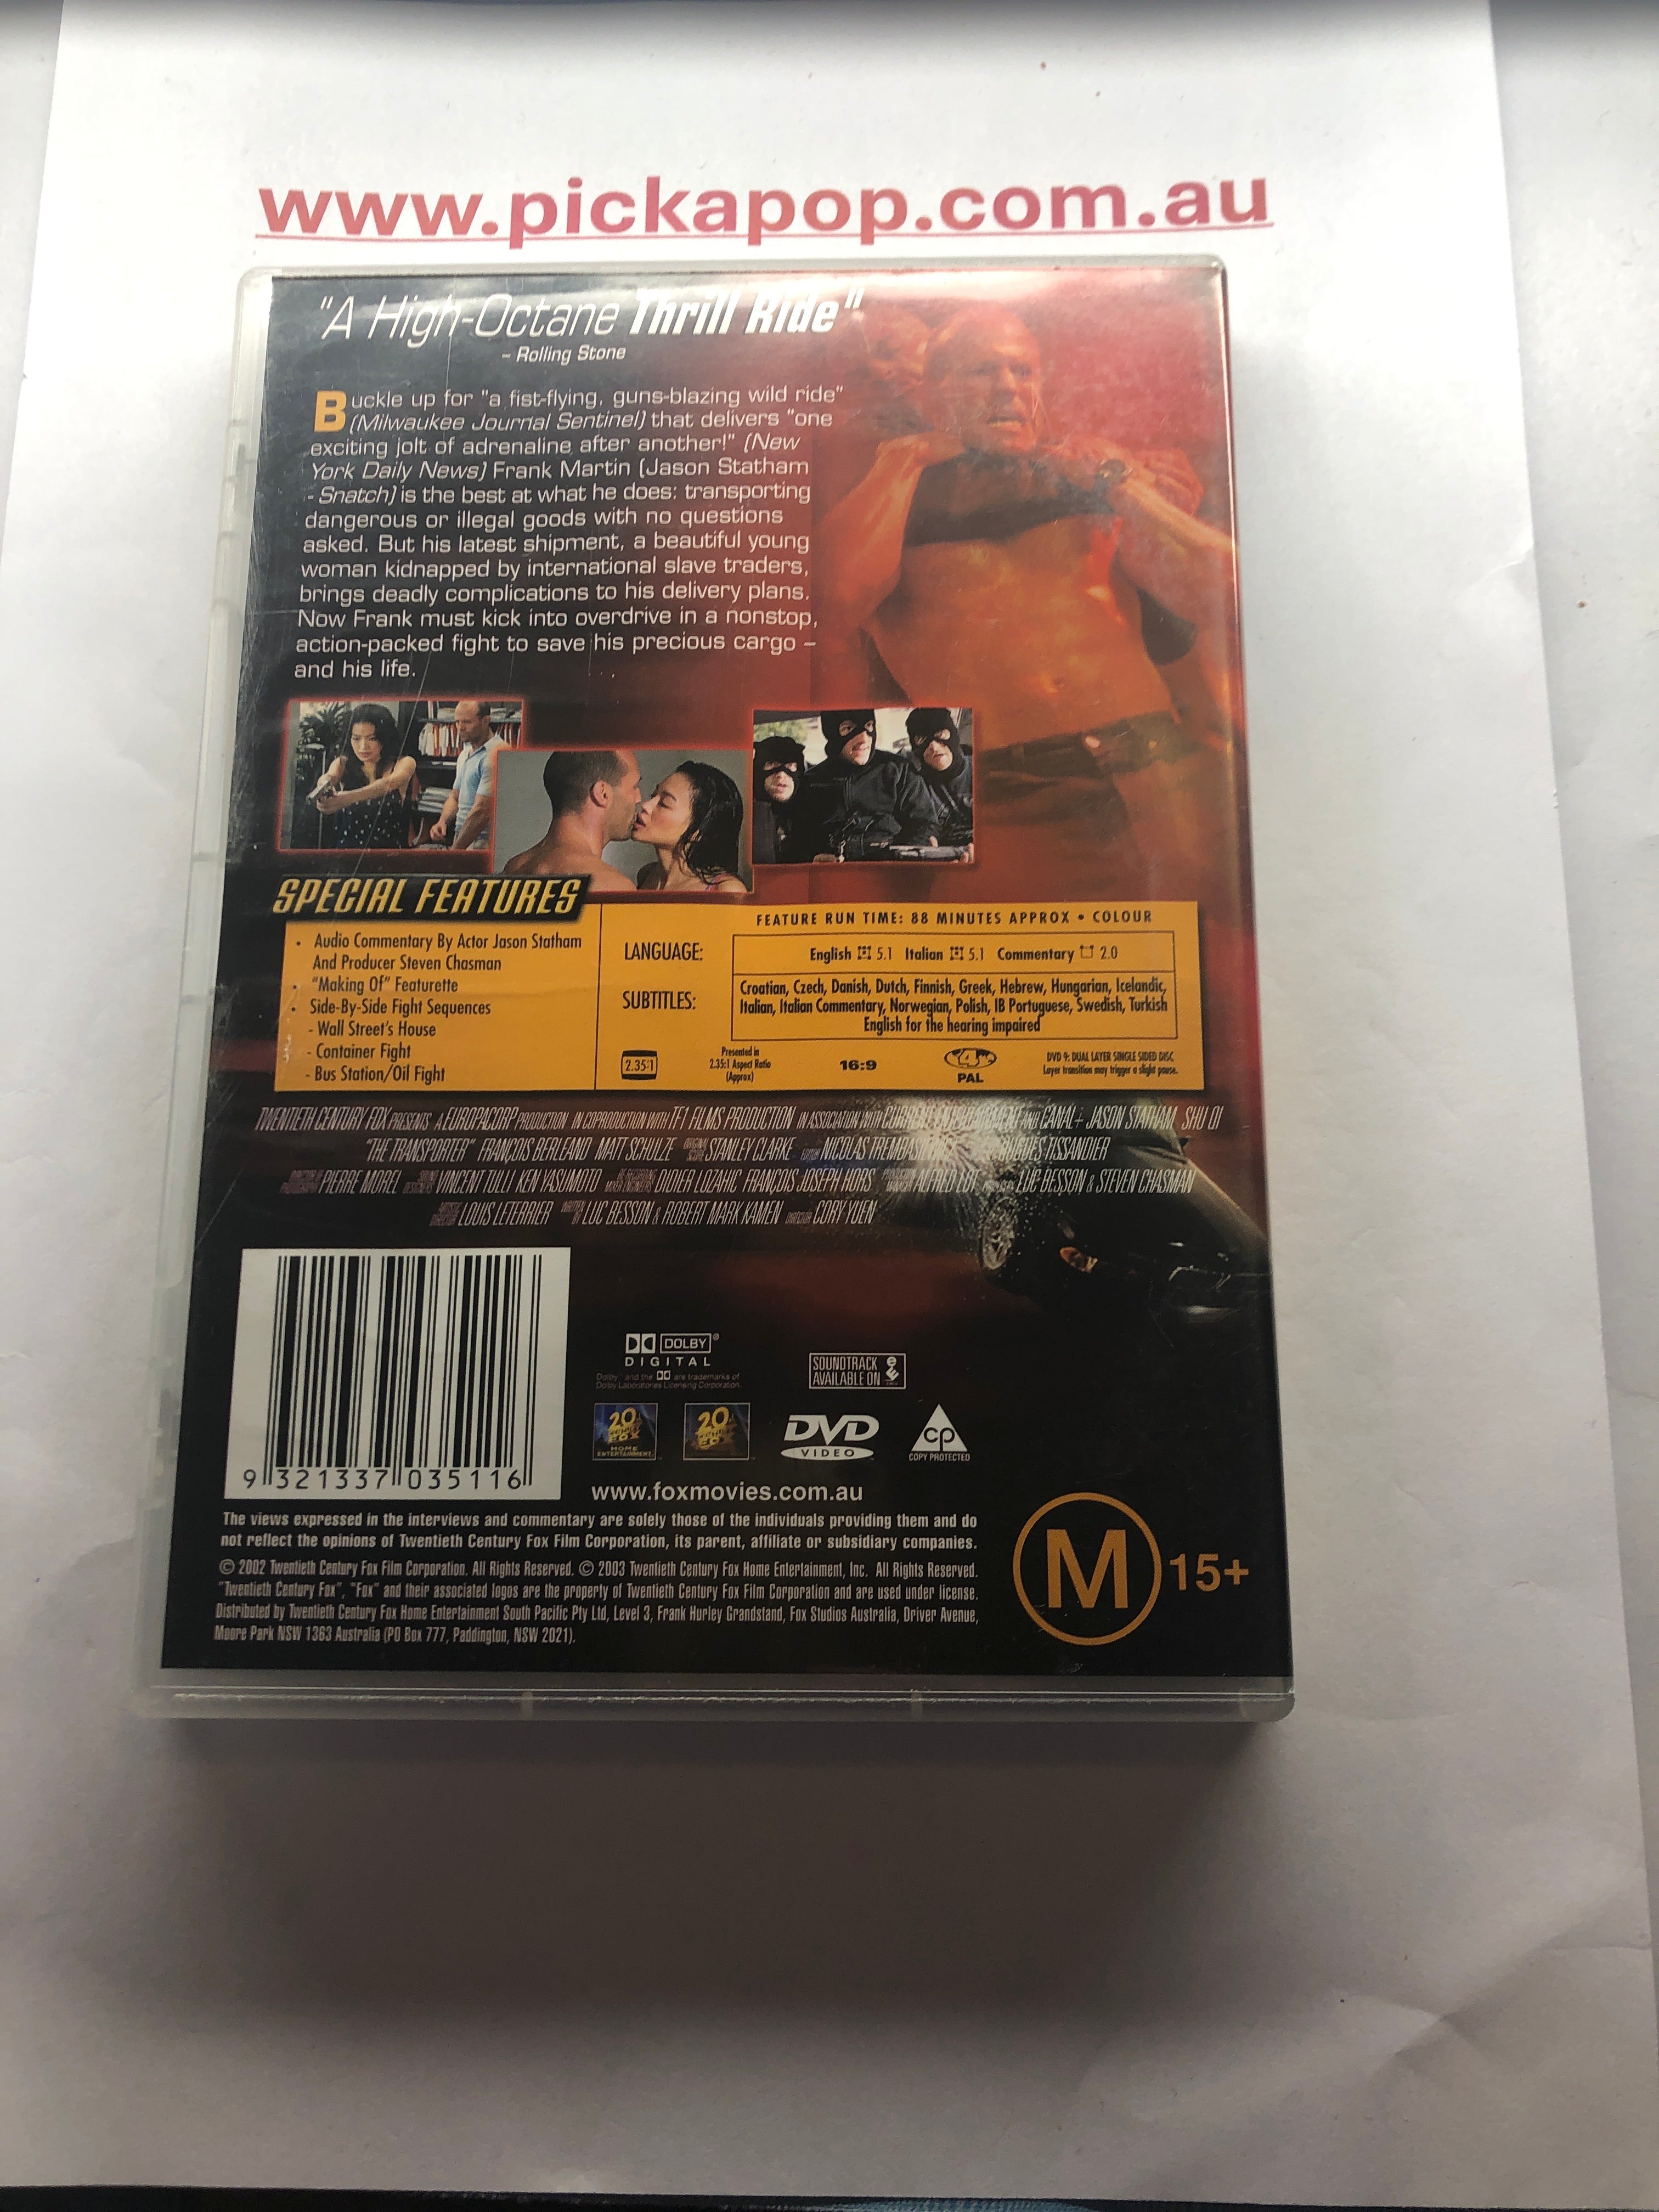 www.pickapop.com.au
"A High-Octane Thrill Ride"
- Rolling Stone
Buckle up for "a fist-flying, guns-blazing wild ride"
(Milwaukee Journal Sentinel) that delivers "one
exciting jolt of adrenaline after another!" (New
York Daily News) Frank Martin (Jason Statham
- Snatch) is the best at what he does: transporting
dangerous or illegal goods with no questions
asked. But his latest shipment, a beautiful young
woman kidnapped by international slave traders,
brings deadly complications to his delivery plans.
Now Frank must kick into overdrive in a nonstop,
action-packed fight to save his precious cargo –
and his life.
SPECIAL FEATURES
• Audio Commentary By Actor Jason Statham
And Producer Steven Chasman
• "Making Of" Featurette
• Side-By-Side Fight Sequences
- Wall Street's House
- Container Fight
- Bus Station/Oil Fight
FEATURE RUN TIME: 88 MINUTES APPROX • COLOUR
LANGUAGE:
English 5.1 Italian 5.1 Commentary 2.0
SUBTITLES:
Croatian, Czech, Danish, Dutch, Finnish, Greek, Hebrew, Hungarian, Icelandic,
Italian, Italian Commentary, Norwegian, Polish, IB Portuguese, Swedish, Turkish
English for the hearing impaired
2.35:1
Presented in
2.35:1 Aspect Ratio
(Approx)
16:9
4
PAL
DVD 9: DUAL LAYER SINGLE SIDED DISC
Layer transition may trigger a slight pause.
TWENTIETH CENTURY FOX PRESENTS A EUROPACORP PRODUCTION IN COPRODUCTION WITH TF1 FILMS PRODUCTION IN ASSOCIATION WITH AND CANAL+ JASON STATHAM SHU QI
"THE TRANSPORTER" FRANÇOIS BERLEAND MATT SCHULZE STANLEY CLARKE NICOLAS TISSANDIER
PIERRE MOREL VINCENT TULLI KEN YASUMOTO DIDIER LOZAHIC FRANÇOIS JOSEPH HORS LUC BESSON & STEVEN CHASMAN
LOUIS LETERRIER LUC BESSON & ROBERT MARK KAMEN CORY YUEN
9 321337 035116
DOLBY
DIGITAL
Dolby and the DD are trademarks of
Dolby Laboratories Licensing Corporation
SOUNDTRACK
AVAILABLE ON
20
HOME
ENTERTAINMENT
20
DVD
VIDEO
cp
COPY PROTECTED
www.foxmovies.com.au
The views expressed in the interviews and commentary are solely those of the individuals providing them and do
not reflect the opinions of Twentieth Century Fox Film Corporation, its parent, affiliate or subsidiary companies.
© 2002 Twentieth Century Fox Film Corporation. All Rights Reserved. © 2003 Twentieth Century Fox Home Entertainment, Inc. All Rights Reserved.
"Twentieth Century Fox", "Fox" and their associated logos are the property of Twentieth Century Fox Film Corporation and are used under license.
Distributed by Twentieth Century Fox Home Entertainment South Pacific Pty Ltd, Level 3, Frank Hurley Grandstand, Fox Studios Australia, Driver Avenue,
Moore Park NSW 1363 Australia (PO Box 777, Paddington, NSW 2021).
M 15+